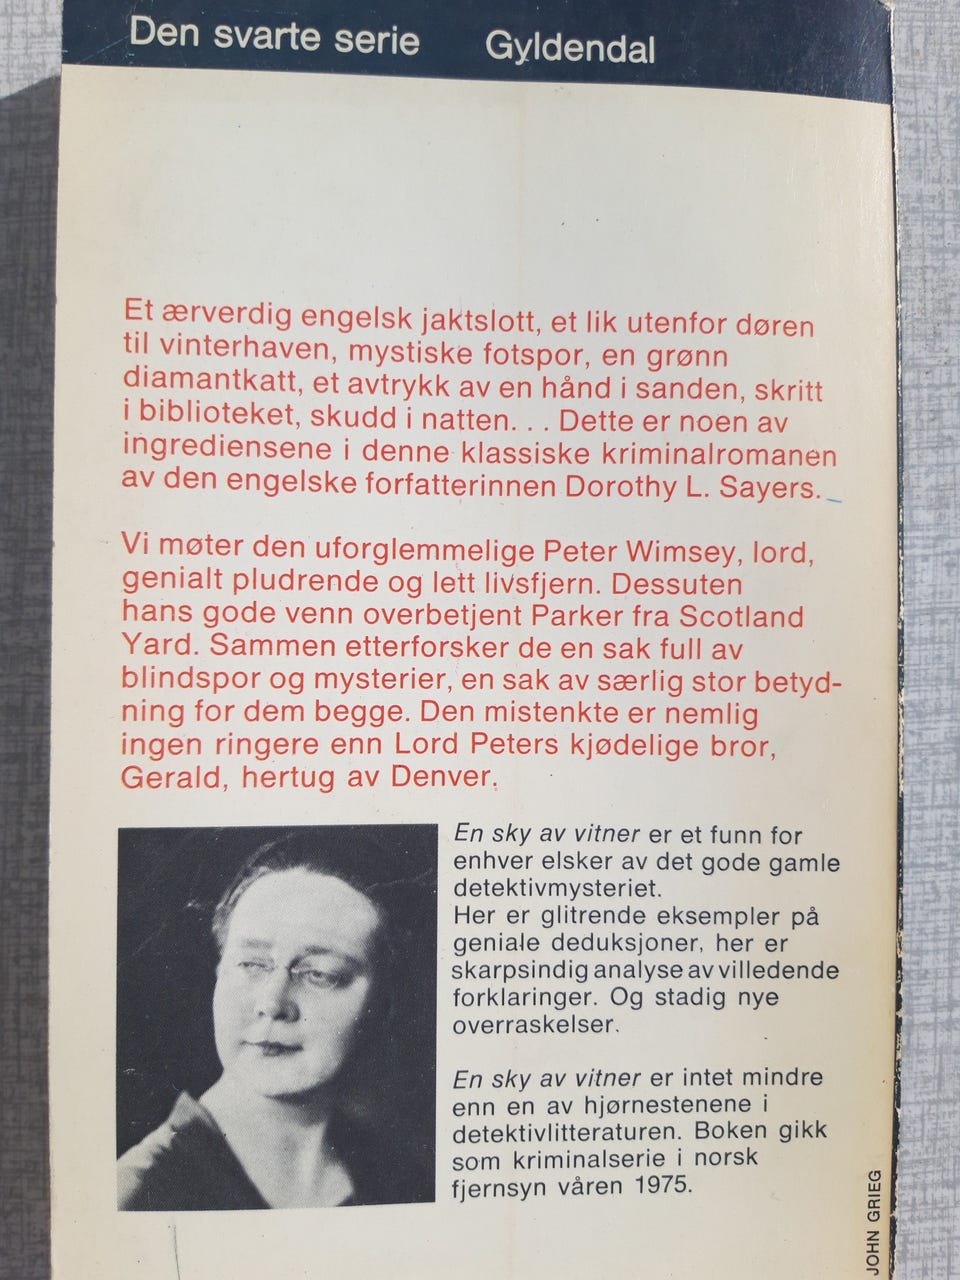 Den svarte serie Gyldendal
Et ærverdig engelsk jaktslott, et lik utenfor døren
til vinterhaven, mystiske fotspor, en grønn
diamantkatt, et avtrykk av en hånd i sanden, skritt
i biblioteket, skudd i natten. . . Dette er noen av
ingrediensene i denne klassiske kriminalromanen
av den engelske forfatterinnen Dorothy L. Sayers.
Vi møter den uforglemmelige Peter Wimsey, lord,
genialt pludrende og lett livsfjern. Dessuten
hans gode venn overbetjent Parker fra Scotland
Yard. Sammen etterforsker de en sak full av
blindspor og mysterier, en sak av særlig stor betyd-
ning for dem begge. Den mistenkte er nemlig
ingen ringere enn Lord Peters kjødelige bror,
Gerald, hertug av Denver.
En sky av vitner er et funn for
enhver elsker av det gode gamle
detektivmysteriet.
Her er glitrende eksempler på
geniale deduksjoner, her er
skarpsindig analyse av villedende
forklaringer. Og stadig nye
overraskelser.
En sky av vitner er intet mindre
enn en av hjørnestenene i
detektivlitteraturen. Boken gikk
som kriminalserie i norsk
fjernsyn våren 1975.
JOHN GRIEG